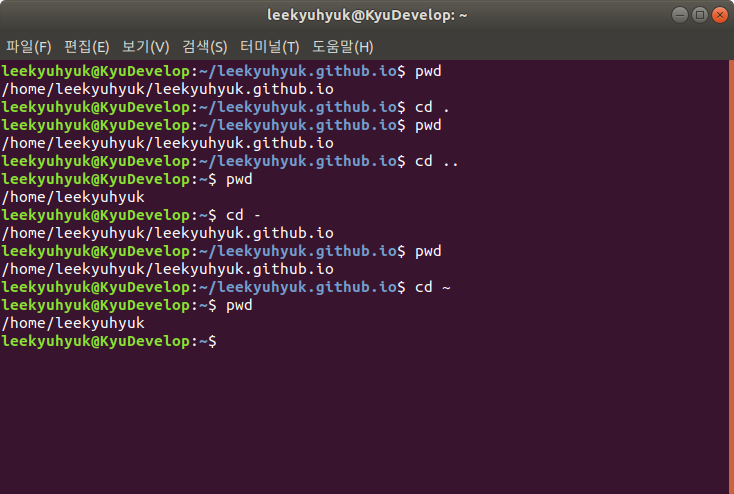 leekyuhyuk@KyuDevelop: ~
파일(F) 편집(E) 보기(V) 검색(S) 터미널(T) 도움말(H)
leekyuhyuk@KyuDevelop:~/leekyuhyuk.github.io$ pwd
/home/leekyuhyuk/leekyuhyuk.github.io
leekyuhyuk@KyuDevelop:~/leekyuhyuk.github.io$ cd .
leekyuhyuk@KyuDevelop:~/leekyuhyuk.github.io$ pwd
/home/leekyuhyuk/leekyuhyuk.github.io
leekyuhyuk@KyuDevelop:~/leekyuhyuk.github.io$ cd ..
leekyuhyuk@KyuDevelop:~$ pwd
/home/leekyuhyuk
leekyuhyuk@KyuDevelop:~$ cd -
/home/leekyuhyuk/leekyuhyuk.github.io
leekyuhyuk@KyuDevelop:~/leekyuhyuk.github.io$ pwd
/home/leekyuhyuk/leekyuhyuk.github.io
leekyuhyuk@KyuDevelop:~/leekyuhyuk.github.io$ cd ~
leekyuhyuk@KyuDevelop:~$ pwd
/home/leekyuhyuk
leekyuhyuk@KyuDevelop:~$